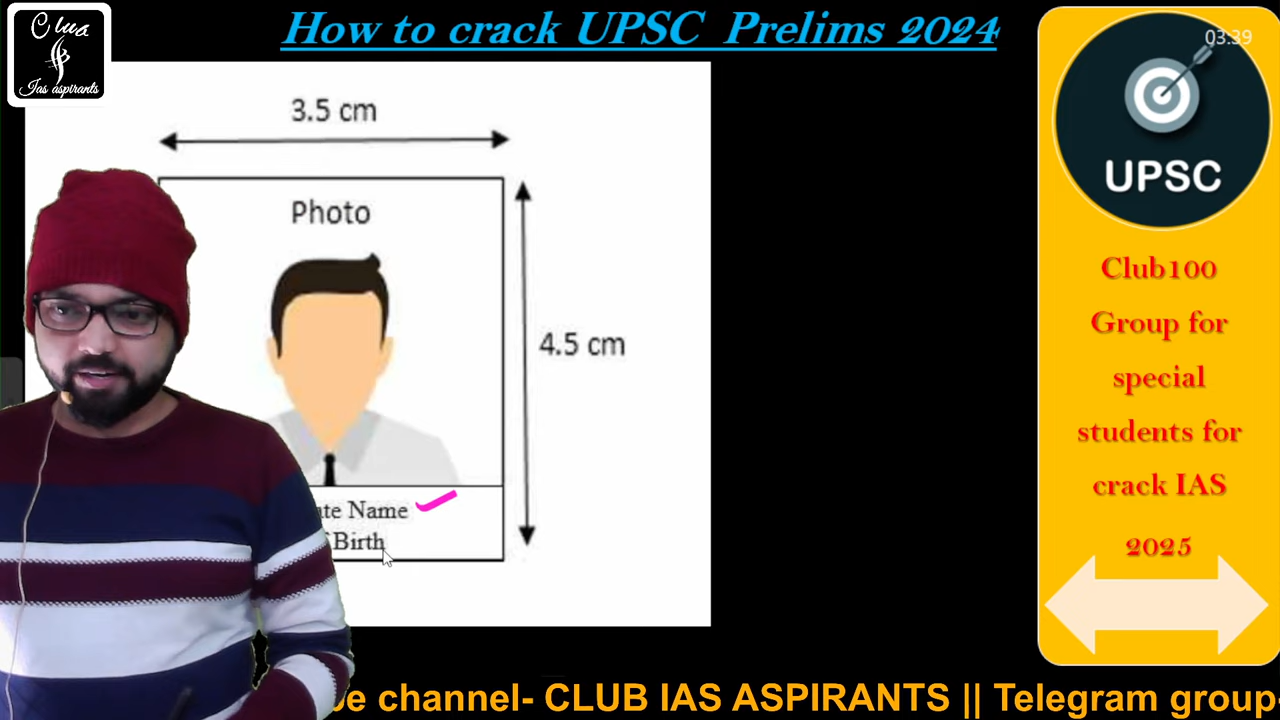 Club
Ias aspirants
How to crack UPSC Prelims 2024
03.39
3.5 cm
Photo
4.5 cm
Name
Birth
UPSC
Club100
Group for
special
students for
crack IAS
2025
channel- CLUB IAS ASPIRANTS || Telegram group